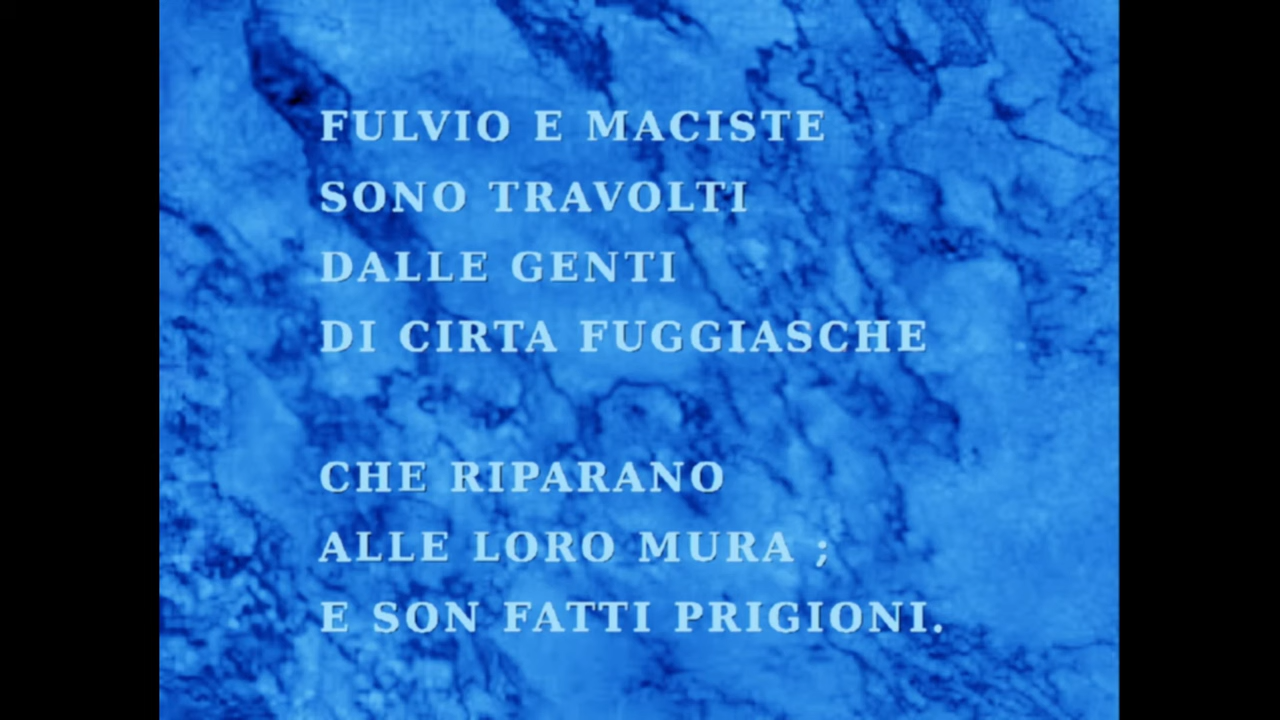 FULVIO E MACISTE
SONO TRAVOLTI
DALLE GENTI
DI CIRTA FUGGIASCHE
CHE RIPARANO
ALLE LORO MURA ;
E SON FATTI PRIGIONI.